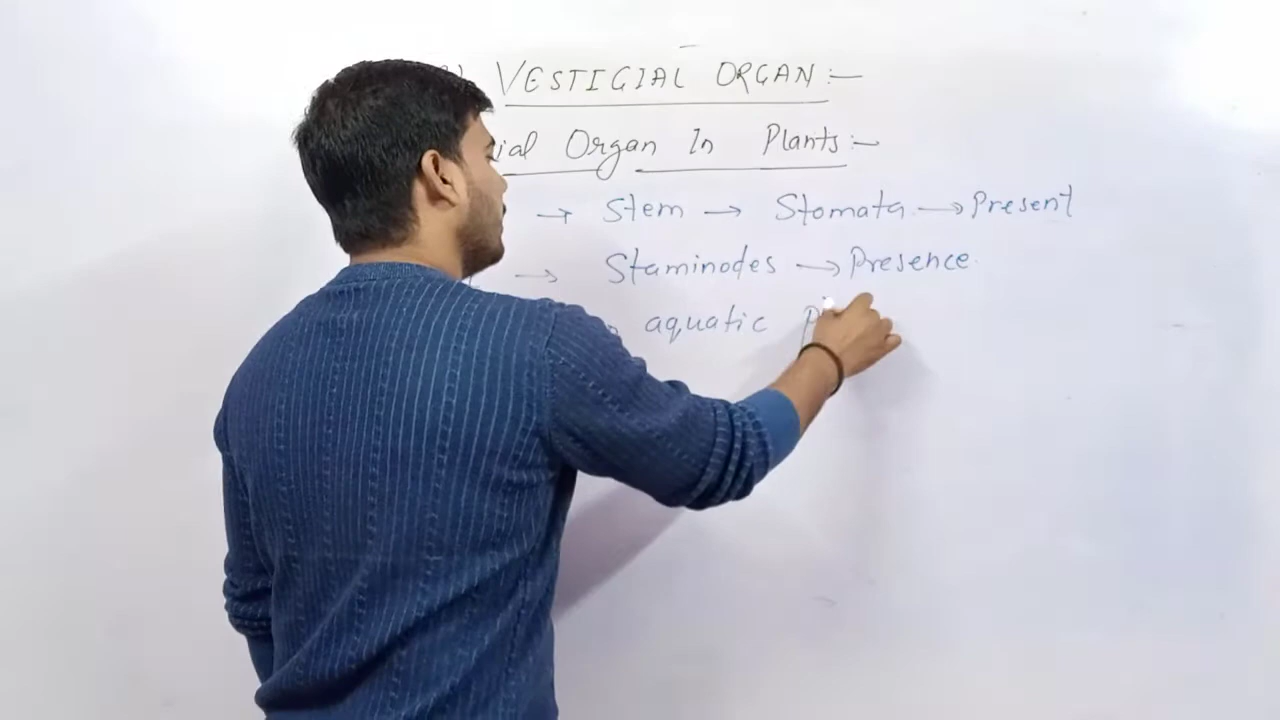 VESTIGIAL ORGAN:-
Organ In Plants:-
→ Stem → Stomata → Present
→ Staminodes → Presence
aquatic